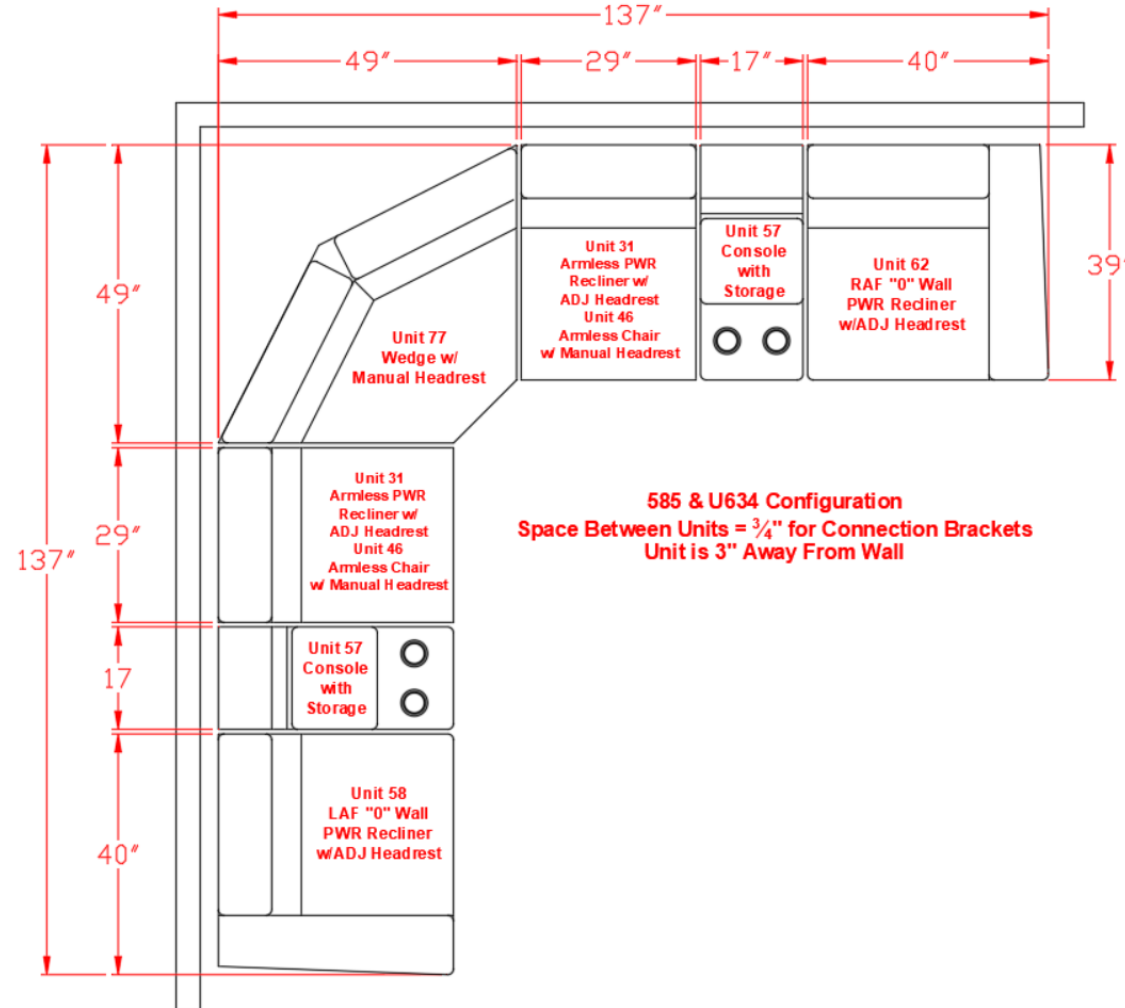 137"
49"
29"
17"
40"
Unit 57
Console
with
Storage
Unit 31
Armless PWR
Recliner w/
ADJ Headrest
Unit 46
Armless Chair
w/ Manual Headrest
Unit 62
RAF "0" Wall
PWR Recliner
w/ADJ Headrest
39"
49"
Unit 77
Wedge w/
Manual Headrest
Unit 31
Armless PWR
Recliner w/
ADJ Headrest
Unit 46
Armless Chair
w/ Manual Headrest
29"
137"
585 & U634 Configuration
Space Between Units = ¾" for Connection Brackets
Unit is 3" Away From Wall
17
Unit 57
Console
with
Storage
40"
Unit 58
LAF "0" Wall
PWR Recliner
w/ADJ Headrest